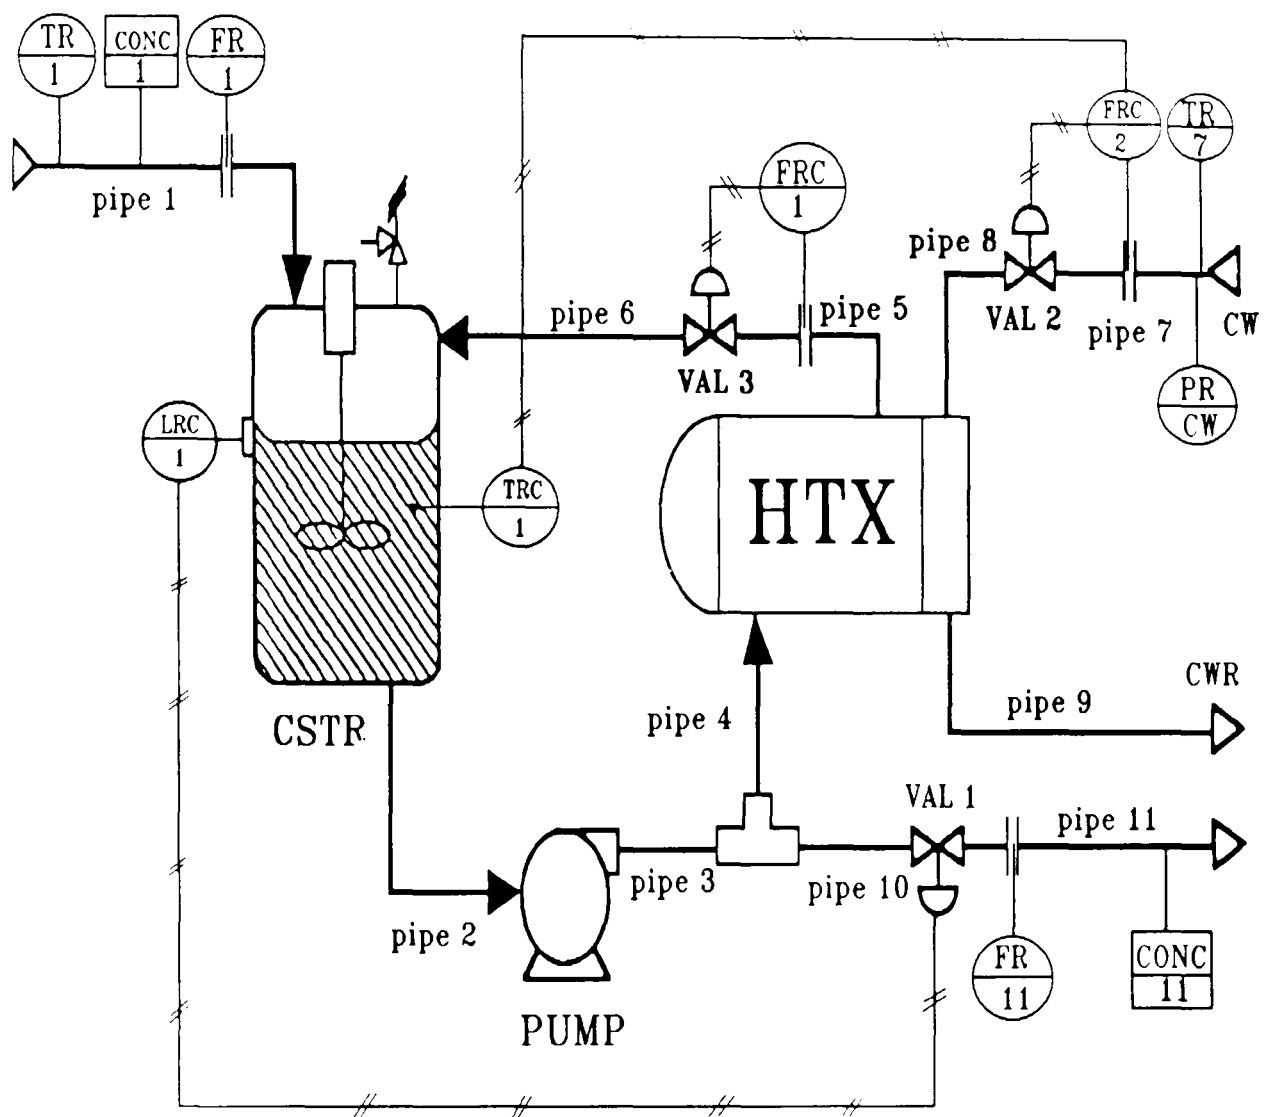 TR
1
CONC
1
FR
1
pipe 1
FRC
1
FRC
2
TR
7
pipe 8
VAL 2
pipe 7
CW
pipe 6
pipe 5
VAL 3
PR
CW
LRC
1
TRC
1
HTX
CSTR
pipe 4
pipe 9
CWR
VAL 1
pipe 3
pipe 10
pipe 11
pipe 2
PUMP
FR
11
CONC
11